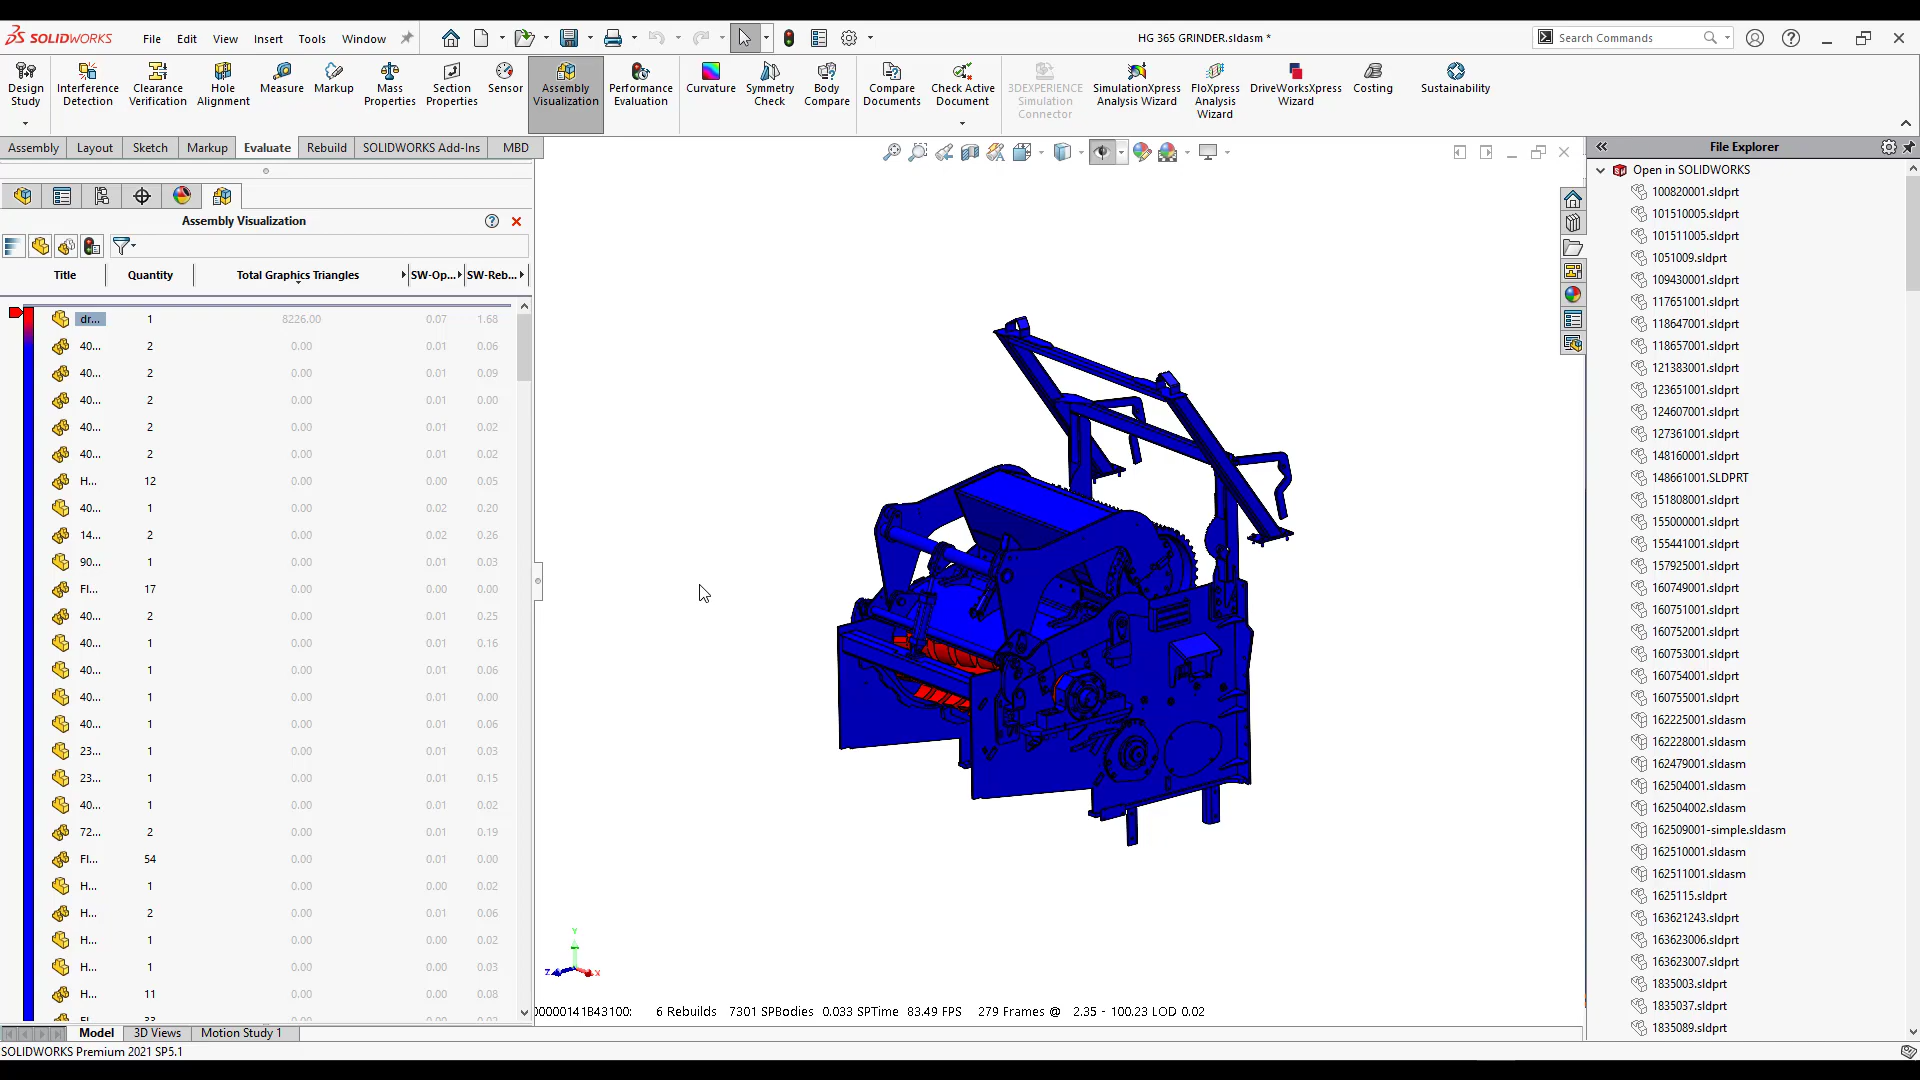 SOLIDWORKS
File Edit View Insert Tools Window
HG 365 GRINDER.sldasm *
Search Commands
Design Study
Interference Detection
Clearance Verification
Hole Alignment
Measure
Markup
Mass Properties
Section Properties
Sensor
Assembly Visualization
Performance Evaluation
Curvature
Symmetry Check
Body Compare
Compare Documents
Check Active Document
3DEXPERIENCE Simulation Connector
SimulationXpress Analysis Wizard
FloXpress Analysis Wizard
DriveWorksXpress Wizard
Costing
Sustainability
Assembly Layout Sketch Markup Evaluate Rebuild SOLIDWORKS Add-Ins MBD
Assembly Visualization
Title Quantity Total Graphics Triangles SW-Op... SW-Reb...
dr... 1 8226.00 0.07 1.68
40... 2 0.00 0.01 0.06
40... 2 0.00 0.01 0.09
40... 2 0.00 0.01 0.00
40... 2 0.00 0.01 0.02
40... 2 0.00 0.01 0.02
H... 12 0.00 0.00 0.05
40... 1 0.00 0.02 0.20
14... 2 0.00 0.02 0.26
90... 1 0.00 0.01 0.03
Fl... 17 0.00 0.00 0.00
40... 2 0.00 0.01 0.25
40... 1 0.00 0.01 0.16
40... 1 0.00 0.01 0.06
40... 1 0.00 0.01 0.00
40... 1 0.00 0.01 0.06
23... 1 0.00 0.01 0.03
23... 1 0.00 0.01 0.15
40... 1 0.00 0.01 0.02
72... 2 0.00 0.01 0.19
Fl... 54 0.00 0.01 0.00
H... 1 0.00 0.00 0.02
H... 2 0.00 0.01 0.06
H... 1 0.00 0.00 0.02
H... 1 0.00 0.00 0.03
H... 11 0.00 0.00 0.08
Y
Z X
00000141B43100: 6 Rebuilds 7301 SPBodies 0.033 SPTime 83.49 FPS 279 Frames @ 2.35 - 100.23 LOD 0.02
Model 3D Views Motion Study 1
SOLIDWORKS Premium 2021 SP5.1
File Explorer
Open in SOLIDWORKS
100820001.sldprt
101510005.sldprt
101511005.sldprt
1051009.sldprt
109430001.sldprt
117651001.sldprt
118647001.sldprt
118657001.sldprt
121383001.sldprt
123651001.sldprt
124607001.sldprt
127361001.sldprt
148160001.sldprt
148661001.SLDPRT
151808001.sldprt
155000001.sldprt
155441001.sldprt
157925001.sldprt
160749001.sldprt
160751001.sldprt
160752001.sldprt
160753001.sldprt
160754001.sldprt
160755001.sldprt
162225001.sldasm
162228001.sldasm
162479001.sldasm
162504001.sldasm
162504002.sldasm
162509001-simple.sldasm
162510001.sldasm
162511001.sldasm
1625115.sldprt
163621243.sldprt
163623006.sldprt
163623007.sldprt
1835003.sldprt
1835037.sldprt
1835089.sldprt